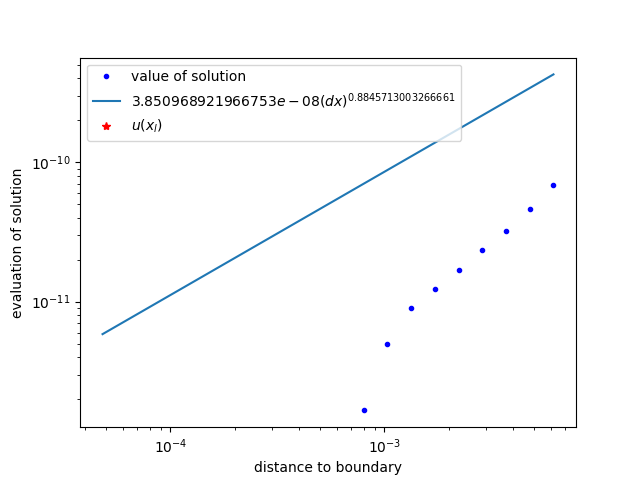 value of solution
3.850968921966753e − 08(dx)^0.8845713003266661
u(x_l)
10^−10
10^−11
10^−4
10^−3
evaluation of solution
distance to boundary